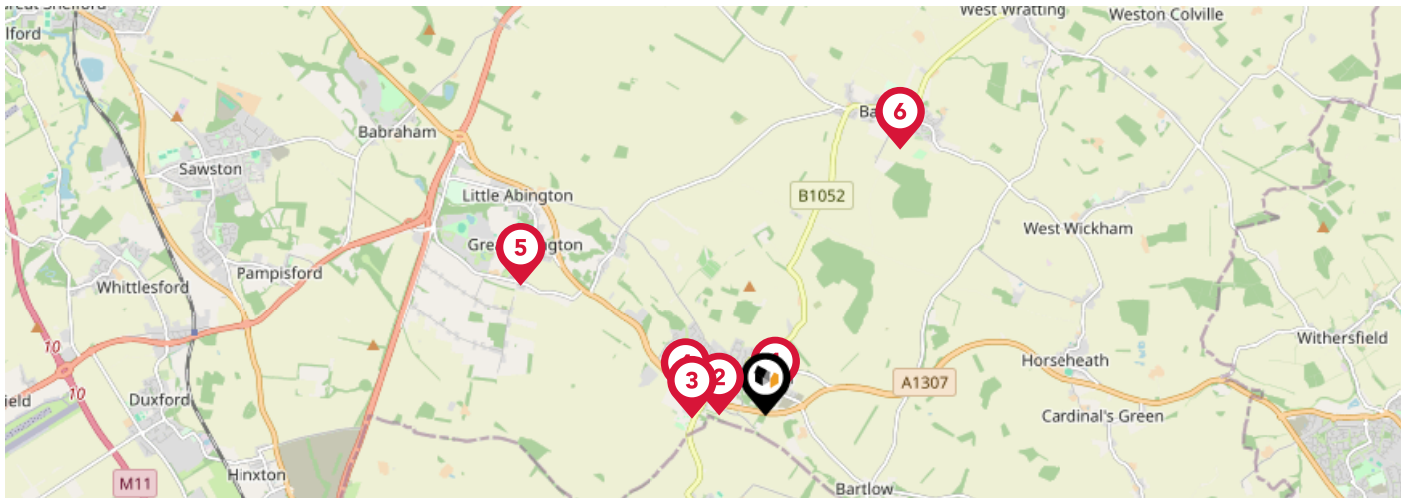 West Wratting
Weston Colville
lford
Babraham
6
Sawston
Little Abington
B1052
5
West Wickham
Pampisford
Whittlesford
10
10
Withersfield
Horseheath
3
2
A1307
Duxford
Cardinal's Green
Hinxton
M11
Bartlow